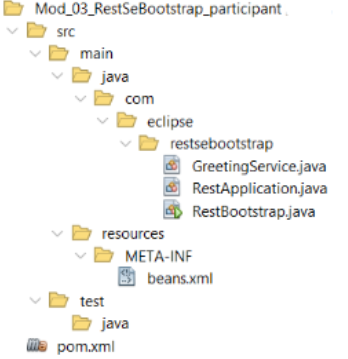 Mod_03_RestSeBootstrap_participant
src
main
java
com
eclipse
restsebootstrap
GreetingService.java
RestApplication.java
RestBootstrap.java
resources
META-INF
beans.xml
test
java
pom.xml